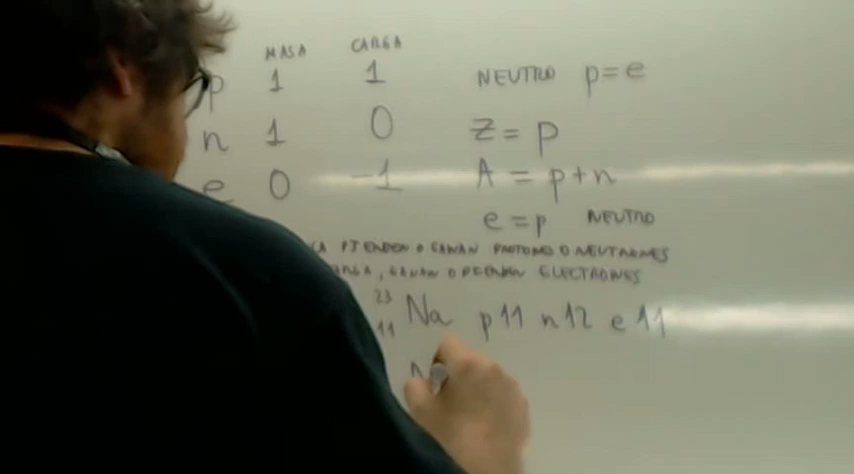 MASA CARGA
p 1 1 NEUTRO p=e
n 1 0 Z = p
e 0 -1 A = p+n
e = p NEUTRO
PIERDEN O GANAN PROTONES O NEUTRONES
GANAN O PIERDAN ELECTRONES
23
11 Na p11 n12 e11